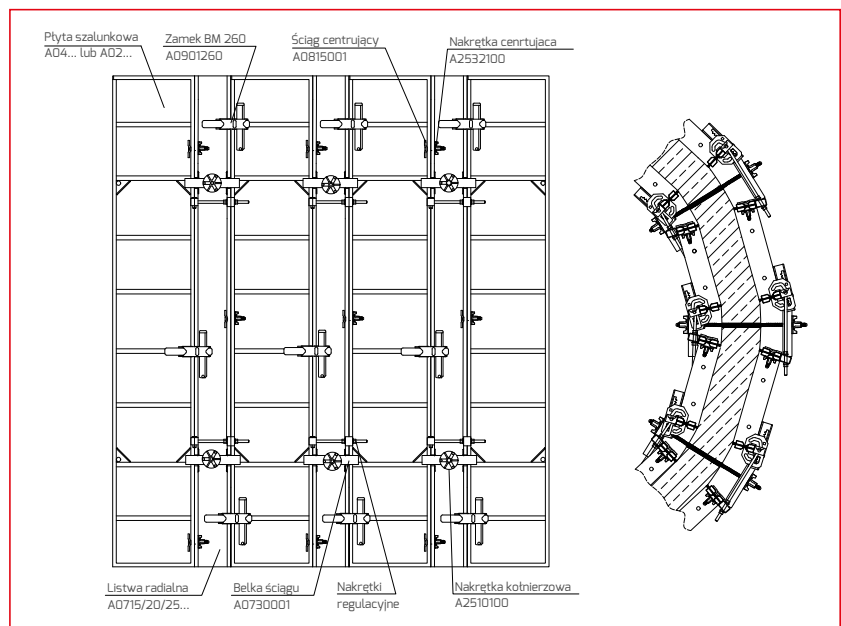 Płyta szalunkowa
A04... lub A02...
Zamek BM 260
A0901260
Ściąg centrujący
A0815001
Nakrętka cenrtujaca
A2532100
Listwa radialna
A0715/20/25...
Belka ściągu
A0730001
Nakrętki
regulacyjne
Nakrętka kołnierzowa
A2510100